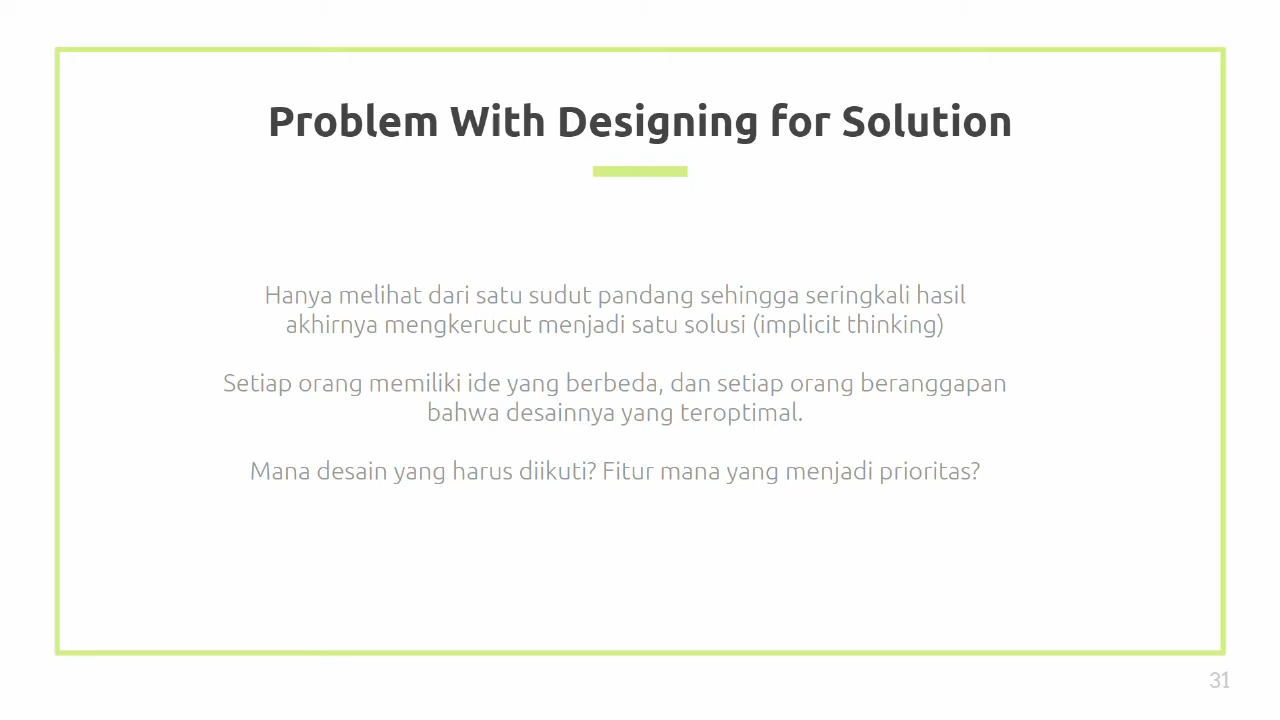 Problem With Designing for Solution
Hanya melihat dari satu sudut pandang sehingga seringkali hasil
akhirnya mengkerucut menjadi satu solusi (implicit thinking)
Setiap orang memiliki ide yang berbeda, dan setiap orang beranggapan
bahwa desainnya yang teroptimal.
Mana desain yang harus diikuti? Fitur mana yang menjadi prioritas?
31